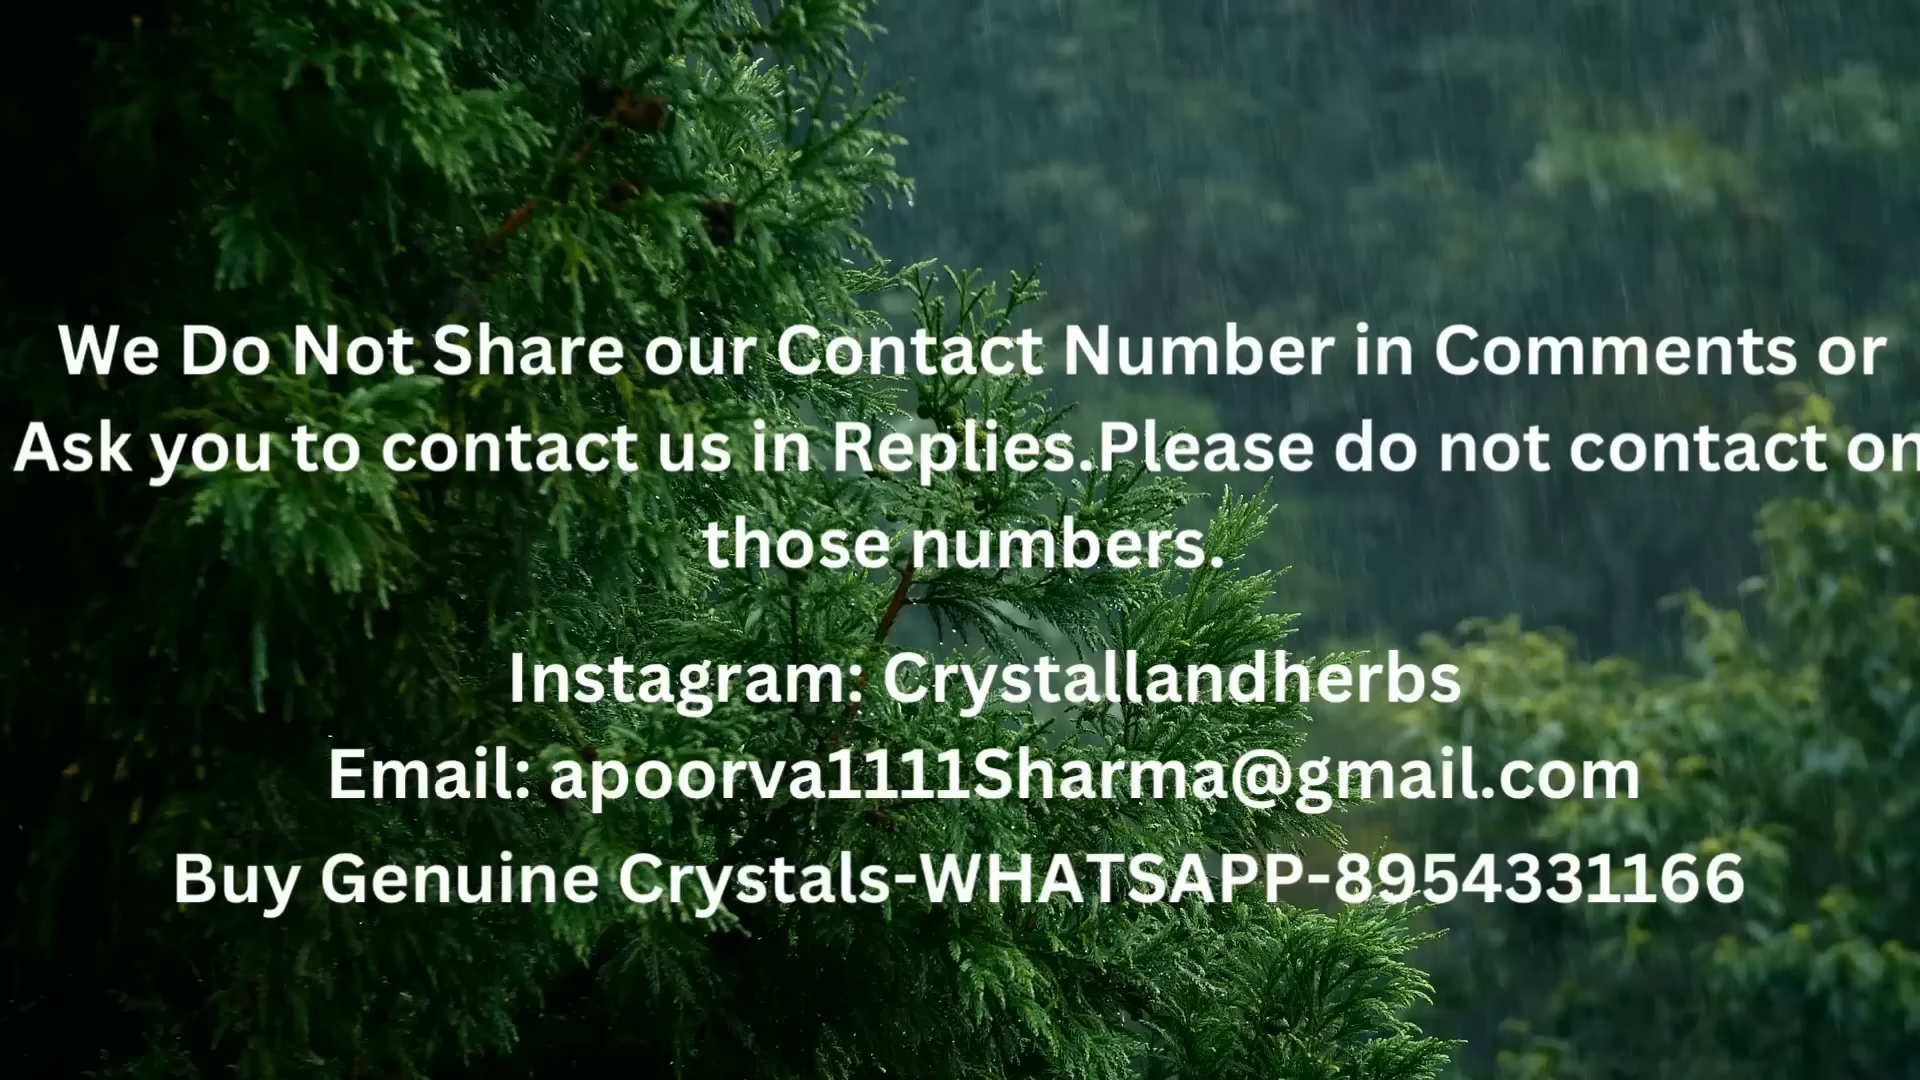 We Do Not Share our Contact Number in Comments or
Ask you to contact us in Replies.Please do not contact on
those numbers.
Instagram: Crystallandherbs
Email: apoorva1111Sharma@gmail.com
Buy Genuine Crystals-WHATSAPP-8954331166